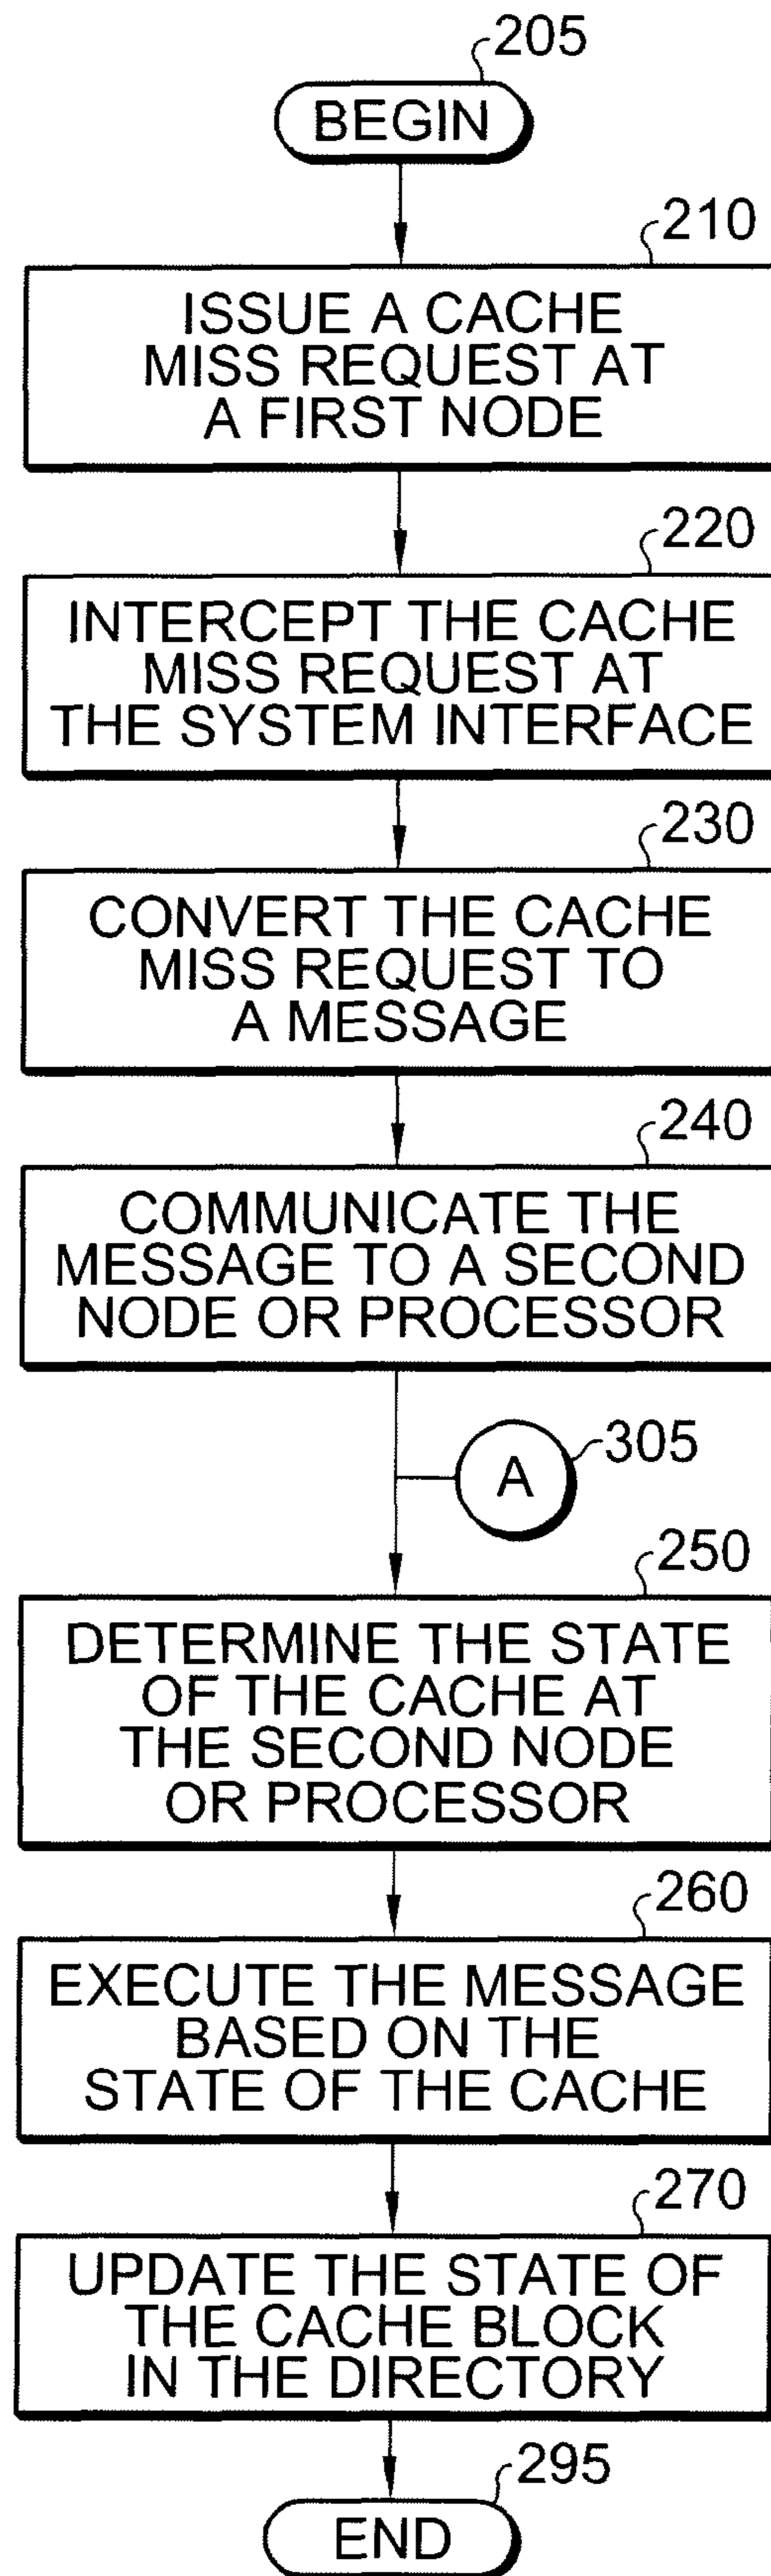 205
BEGIN
210
ISSUE A CACHE
MISS REQUEST AT
A FIRST NODE
220
INTERCEPT THE CACHE
MISS REQUEST AT
THE SYSTEM INTERFACE
230
CONVERT THE CACHE
MISS REQUEST TO
A MESSAGE
240
COMMUNICATE THE
MESSAGE TO A SECOND
NODE OR PROCESSOR
A
305
250
DETERMINE THE STATE
OF THE CACHE AT
THE SECOND NODE
OR PROCESSOR
260
EXECUTE THE MESSAGE
BASED ON THE
STATE OF THE CACHE
270
UPDATE THE STATE OF
THE CACHE BLOCK
IN THE DIRECTORY
295
END